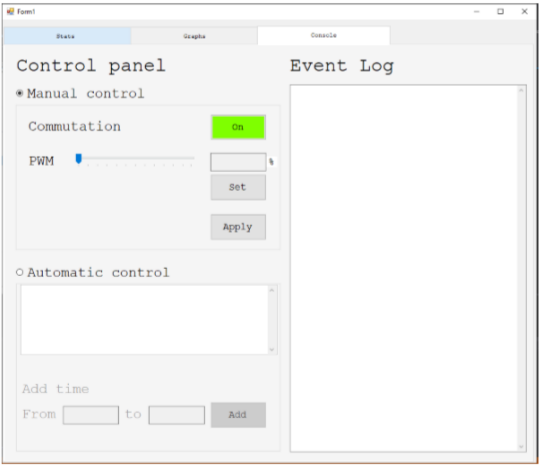 Form1
Stats
Graphs
Console
Control panel
Event Log
Manual control
Commutation
On
PWM
%
Set
Apply
Automatic control
Add time
From
to
Add